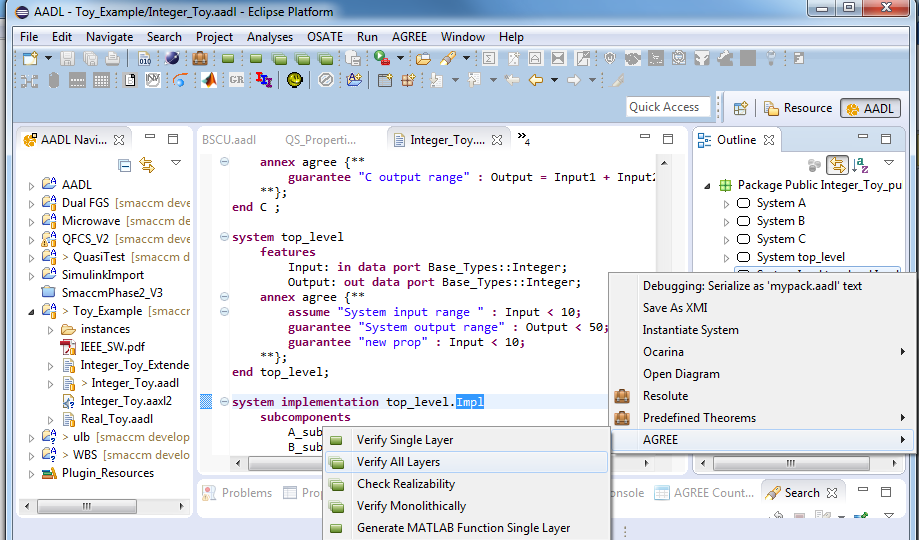 AADL - Toy_Example/Integer_Toy.aadl - Eclipse Platform
File Edit Navigate Search Project Analyses OSATE Run AGREE Window Help
010
GR
Quick Access
Resource
AADL
AADL Navi...
BSCU.aadl
QS_Properti...
Integer_Toy....
»4
Outline
AADL
Dual FGS [smaccm deve
Microwave [smaccm deve
QFCS_V2 [smaccm deve
> QuasiTest [smaccm d
SimulinkImport
SmaccmPhase2_V3
> Toy_Example [smaccr
instances
IEEE_SW.pdf
Integer_Toy_Extende
> Integer_Toy.aadl
Integer_Toy.aaxl2
Real_Toy.aadl
> ulb [smaccm develop
> WBS [smaccm develop
Plugin_Resources
annex agree {**
guarantee "C output range" : Output = Input1 + Input2
**};
end C ;
system top_level
features
Input: in data port Base_Types::Integer;
Output: out data port Base_Types::Integer;
annex agree {**
assume "System input range " : Input < 10;
guarantee "System output range" : Output < 50;
guarantee "new prop" : Input < 10;
**};
end top_level;
system implementation top_level.Impl
subcomponents
A_sub
B_sub
Package Public Integer_Toy_pu
System A
System B
System C
System top_level
Debugging: Serialize as 'mypack.aadl' text
Save As XMI
Instantiate System
Ocarina
Open Diagram
Resolute
Predefined Theorems
AGREE
Verify Single Layer
Verify All Layers
Check Realizability
Verify Monolithically
Generate MATLAB Function Single Layer
Problems
Prop
onsole
AGREE Count...
Search